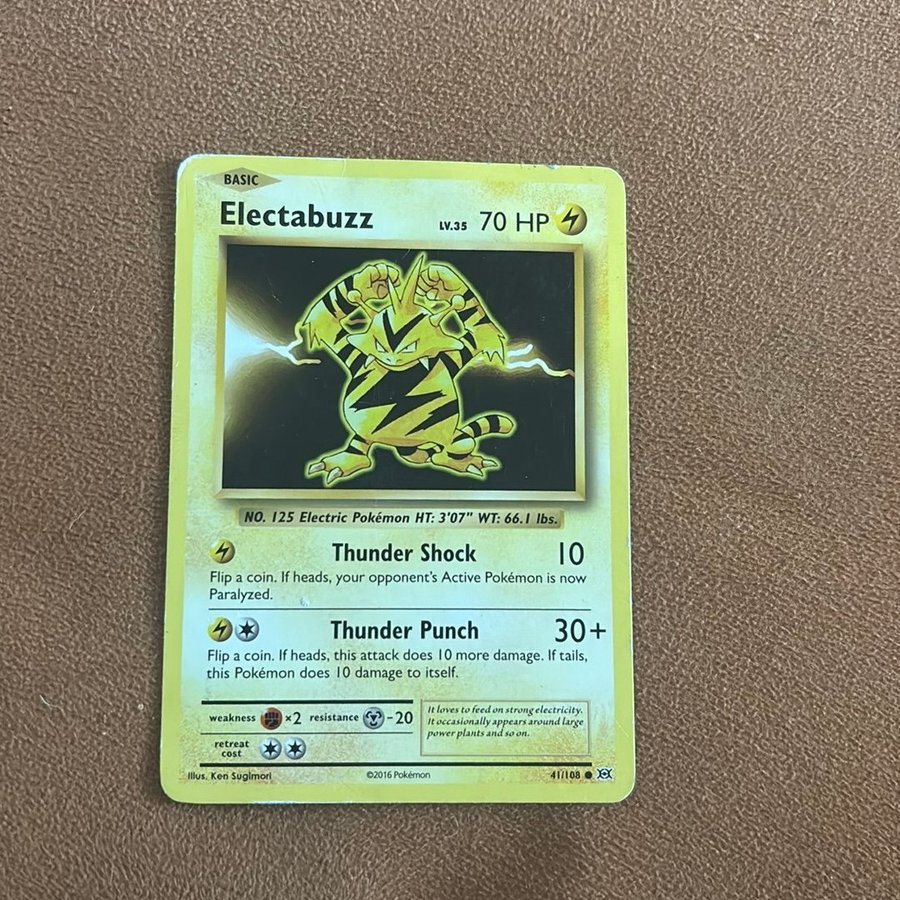 BASIC
Electabuzz LV.35 70 HP
NO. 125 Electric Pokémon HT: 3'07" WT: 66.1 lbs.
Thunder Shock 10
Flip a coin. If heads, your opponent's Active Pokémon is now
Paralyzed.
Thunder Punch 30+
Flip a coin. If heads, this attack does 10 more damage. If tails,
this Pokémon does 10 damage to itself.
weakness ×2 resistance -20
retreat
cost
It loves to feed on strong electricity.
It occasionally appears around large
power plants and so on.
Illus. Ken Sugimori ©2016 Pokémon 41/108